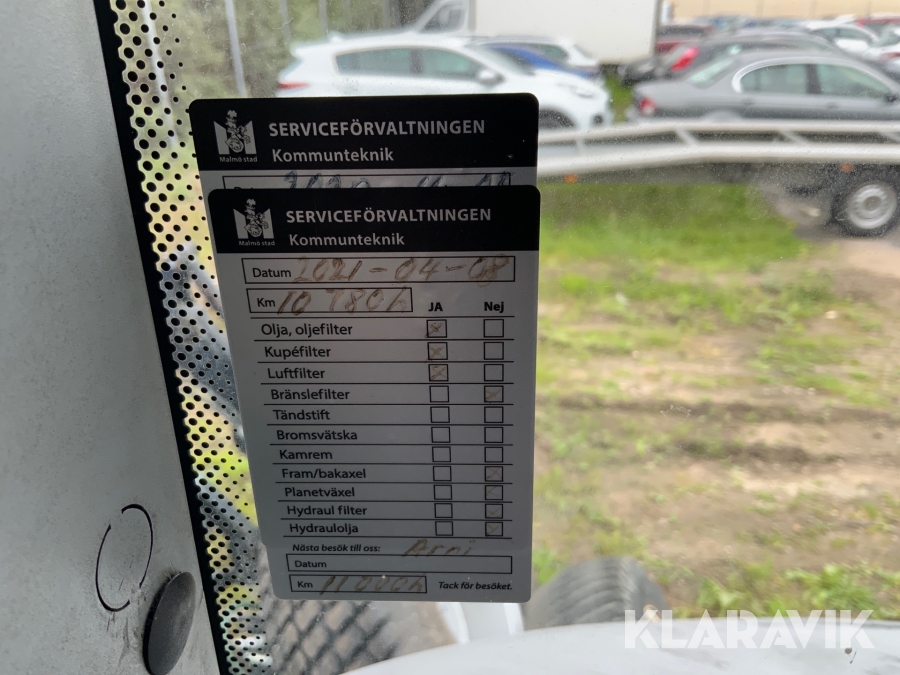 Malmö stad
SERVICEFÖRVALTNINGEN
Kommunteknik
Malmö stad
SERVICEFÖRVALTNINGEN
Kommunteknik
Datum 2021-04-08
Km 10780h
JA Nej
Olja, oljefilter
Kupéfilter
Luftfilter
Bränslefilter
Tändstift
Bromsvätska
Kamrem
Fram/bakaxel
Planetväxel
Hydraul filter
Hydraulolja
Nästa besök till oss:
Datum
Km 11000h Tack för besöket.
KLARAVIK